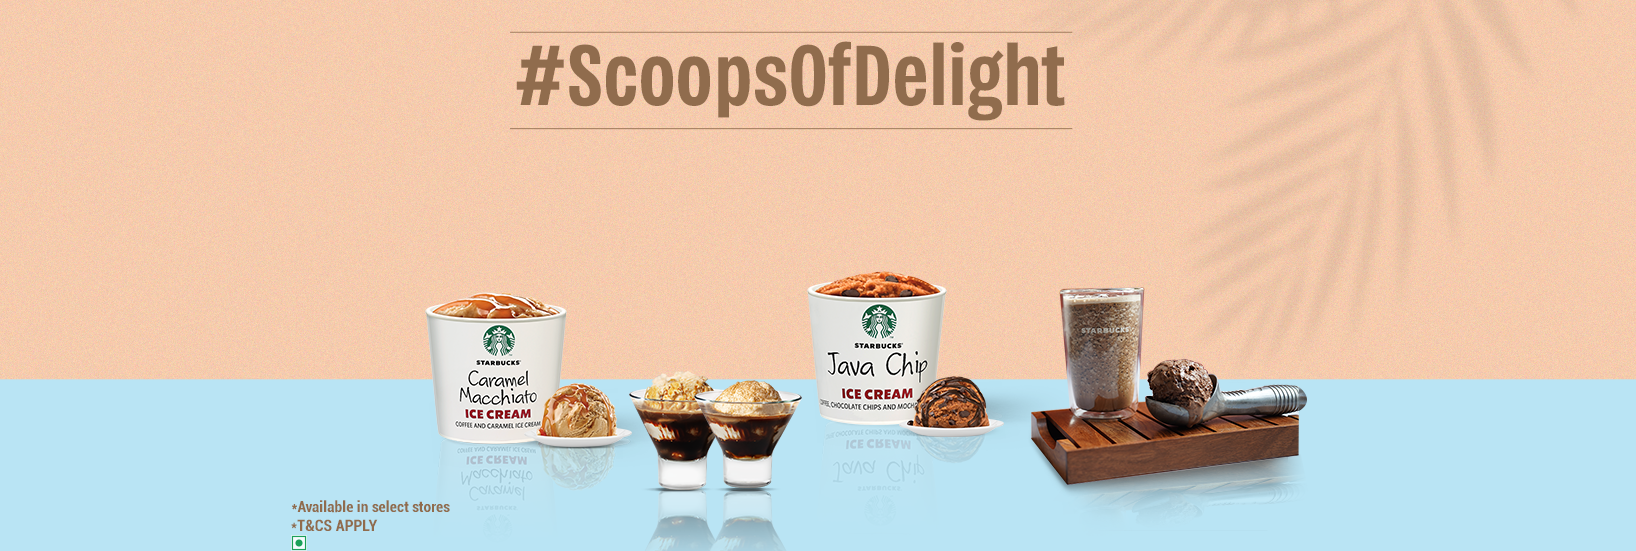 #ScoopsOfDelight
STARBUCKS
Caramel
Macchiato
ICE CREAM
COFFEE AND CARAMEL ICE CREAM
STARBUCKS
Java Chip
ICE CREAM
COFFEE, CHOCOLATE CHIPS AND
STARBUCKS
*Available in select stores
*T&CS APPLY